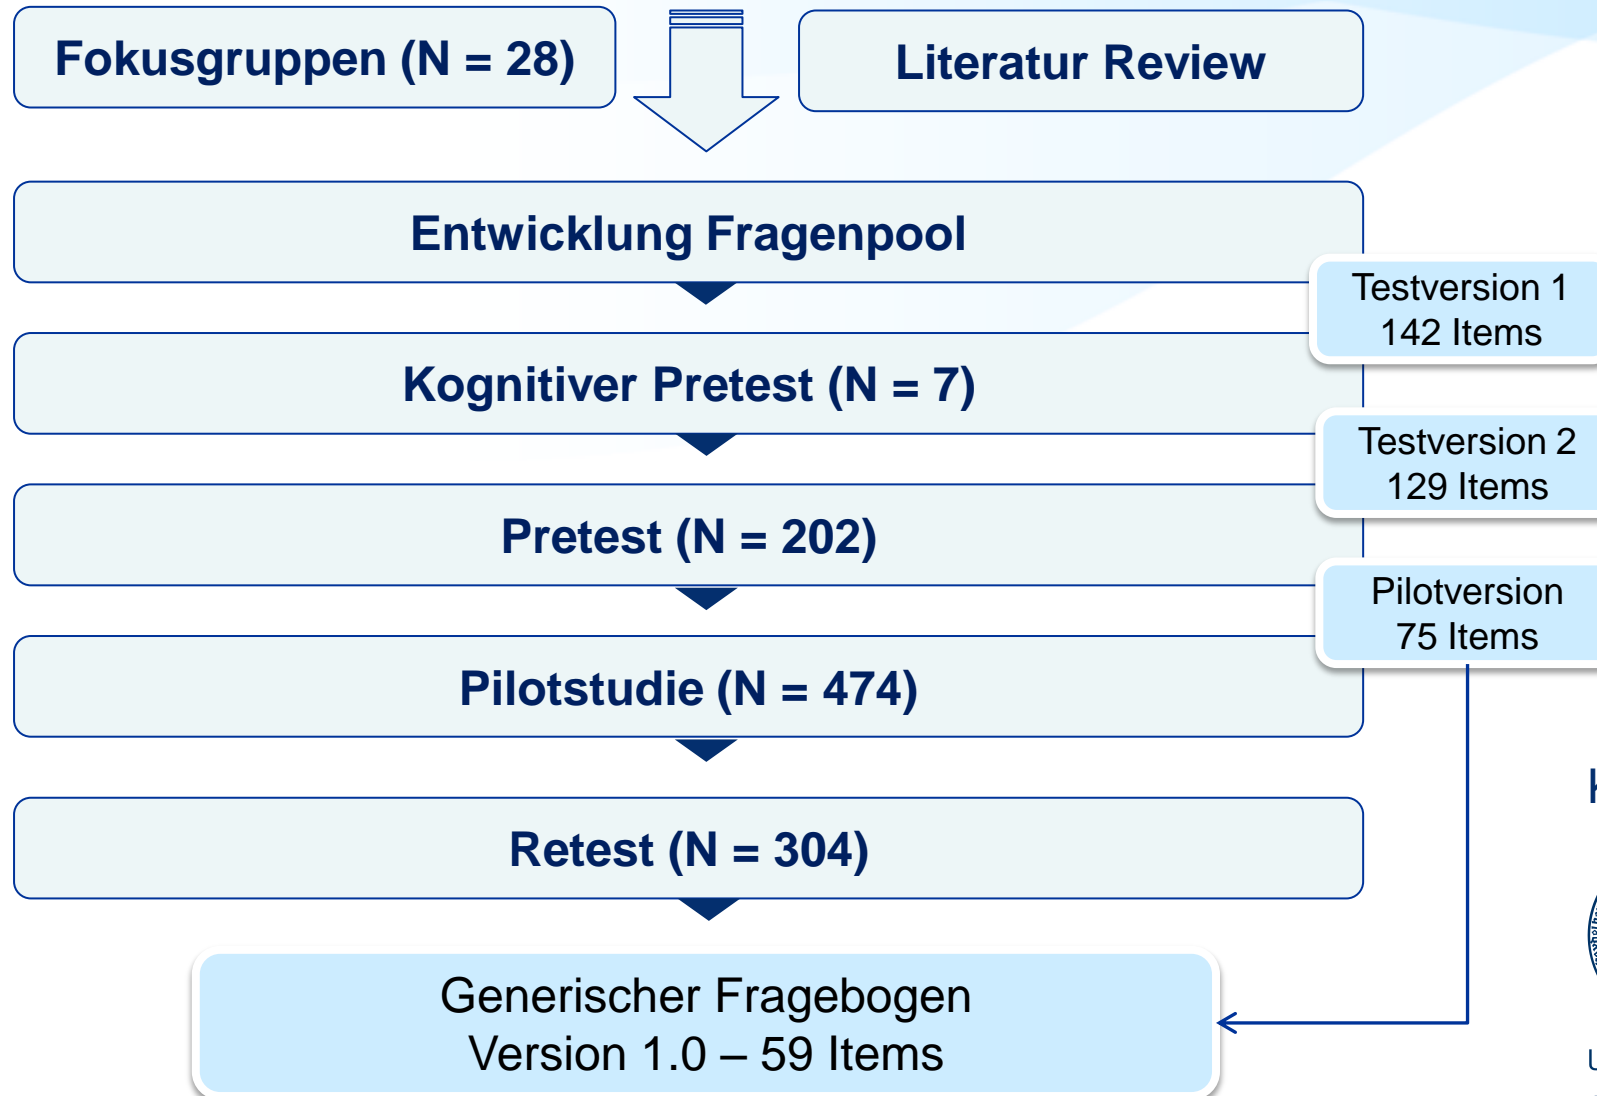 Fokusgruppen (N = 28)
Literatur Review
Entwicklung Fragenpool
Testversion 1
142 Items
Kognitiver Pretest (N = 7)
Testversion 2
129 Items
Pretest (N = 202)
Pilotversion
75 Items
Pilotstudie (N = 474)
Retest (N = 304)
Generischer Fragebogen
Version 1.0 – 59 Items